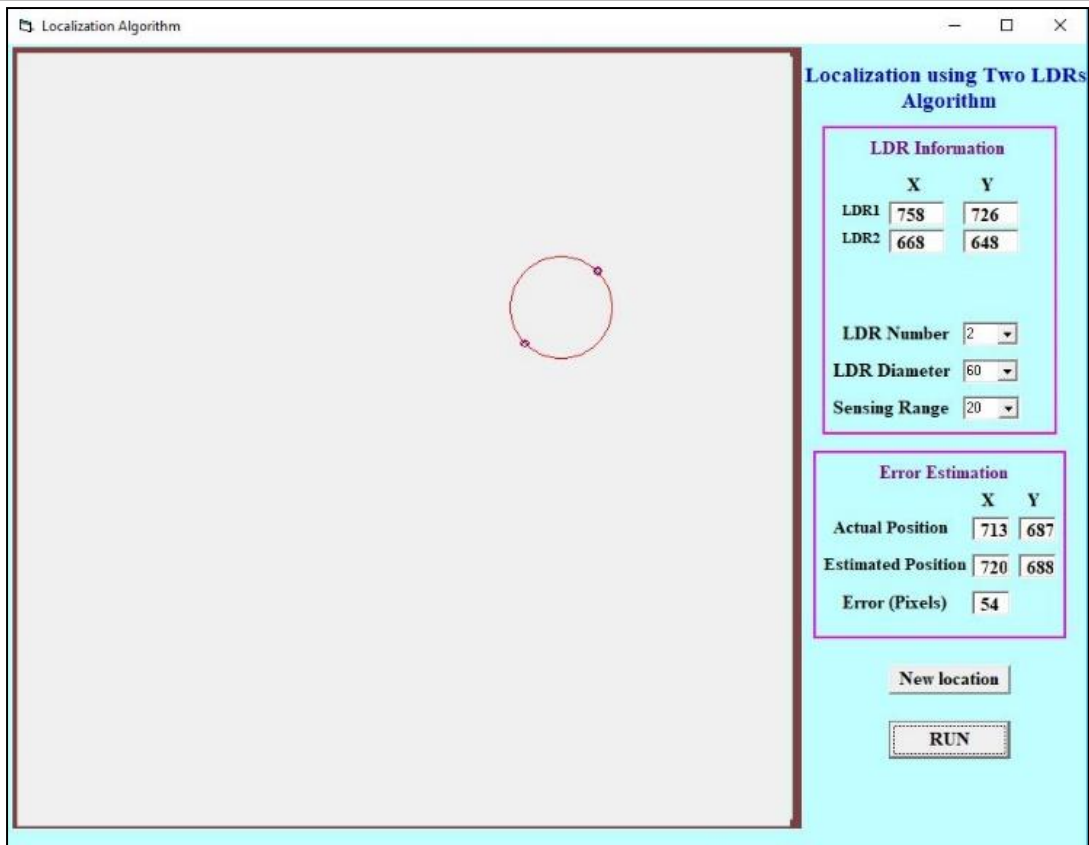 Localization Algorithm
Localization using Two LDRs
Algorithm
LDR Information
X Y
LDR1 758 726
LDR2 668 648
LDR Number 2
LDR Diameter 60
Sensing Range 20
Error Estimation
X Y
Actual Position 713 687
Estimated Position 720 688
Error (Pixels) 54
New location
RUN